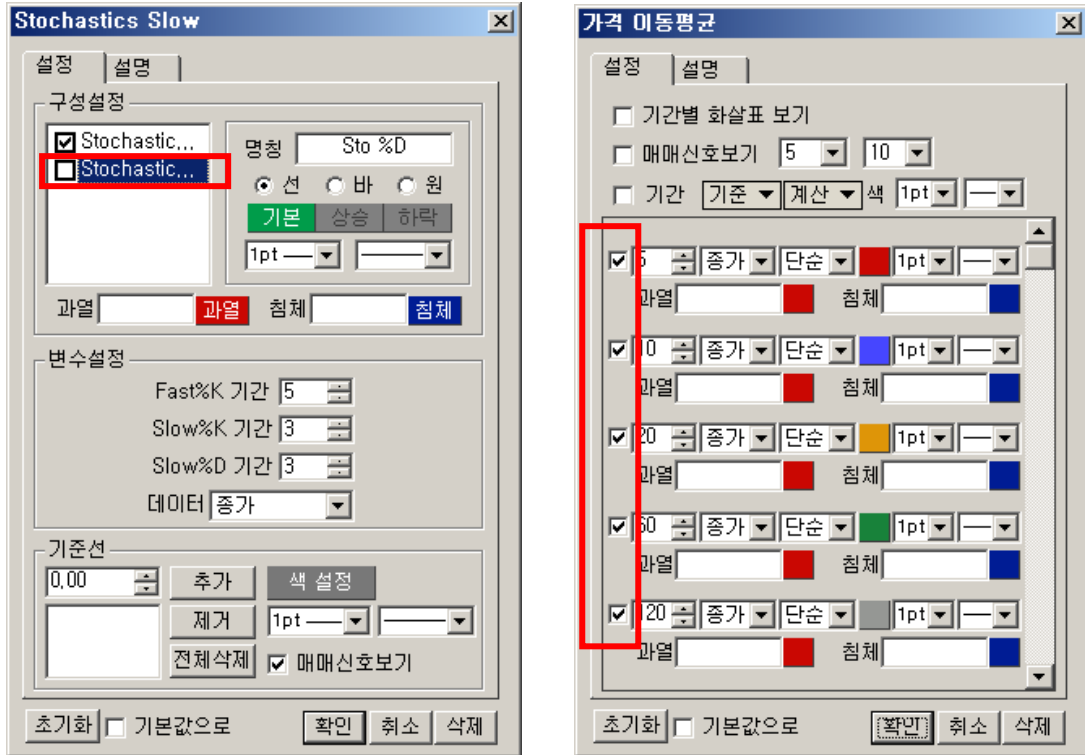 Stochastics Slow
설정 설명
구성설정
Stochastic...
Stochastic...
명칭 Sto %D
선 바 원
기본 상승 하락
1pt
과열 과열 침체 침체
변수설정
Fast%K 기간 5
Slow%K 기간 3
Slow%D 기간 3
데이터 종가
기준선
0,00 추가 색 설정
제거 1pt
전체삭제 매매신호보기
초기화 기본값으로 확인 취소 삭제
가격 이동평균
설정 설명
기간별 화살표 보기
매매신호보기 5 10
기간 기준 계산 색 1pt
5 종가 단순 1pt
과열 침체
10 종가 단순 1pt
과열 침체
20 종가 단순 1pt
과열 침체
60 종가 단순 1pt
과열 침체
120 종가 단순 1pt
과열 침체
초기화 기본값으로 확인 취소 삭제